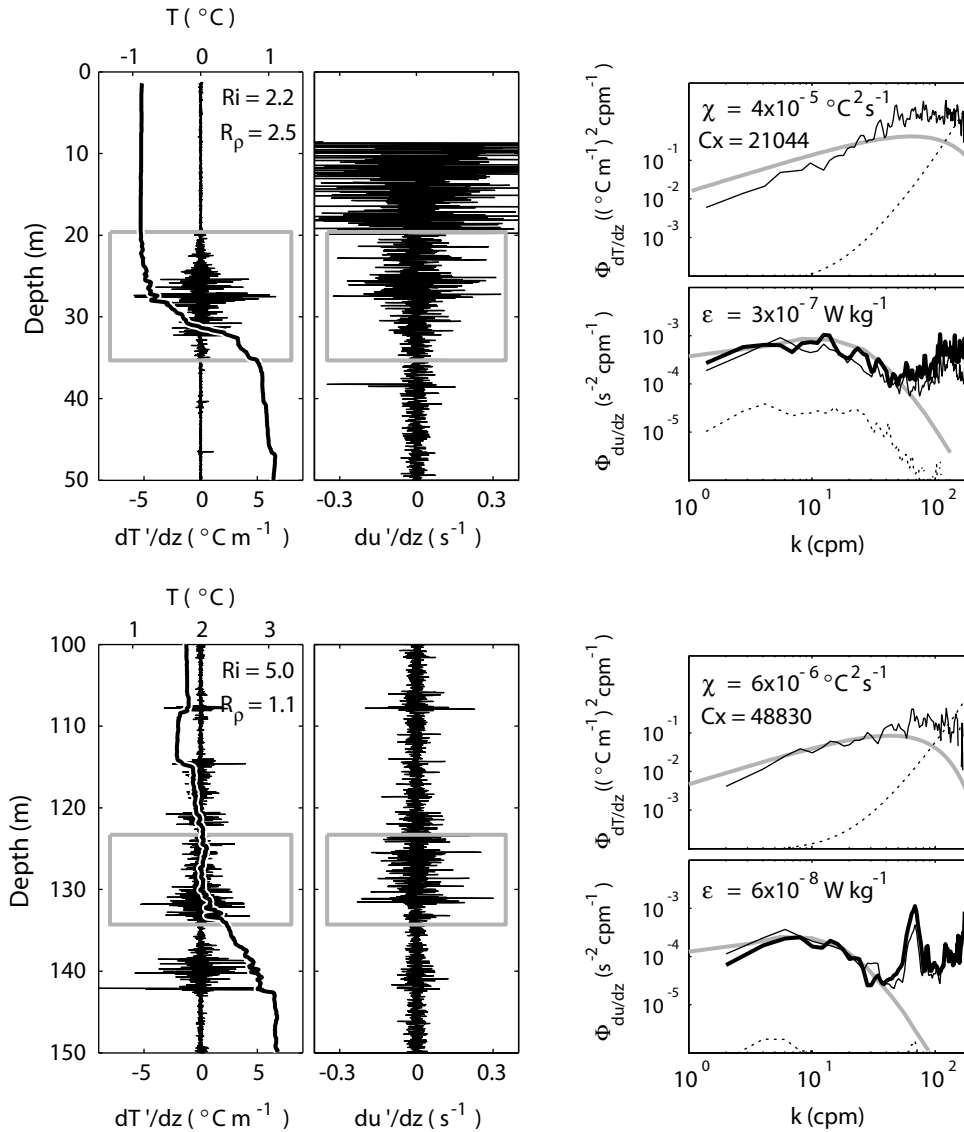 T ( °C)
-1 0 1
0
10
20
30
40
50
Depth (m)
Ri = 2.2
Rρ = 2.5
-5 0 5
dT'/dz ( °C m⁻¹ )
-0.3 0 0.3
du'/dz ( s⁻¹ )
Φ dT/dz ((°C m⁻¹)² cpm⁻¹)
10⁻¹
10⁻²
10⁻³
χ = 4x10⁻⁵ °C² s⁻¹
Cx = 21044
Φ du/dz (s⁻² cpm⁻¹)
10⁻³
10⁻⁴
10⁻⁵
ε = 3x10⁻⁷ W kg⁻¹
10⁰ 10¹ 10²
k (cpm)
T ( °C)
1 2 3
100
110
120
130
140
150
Depth (m)
Ri = 5.0
Rρ = 1.1
-5 0 5
dT'/dz ( °C m⁻¹ )
-0.3 0 0.3
du'/dz ( s⁻¹ )
Φ dT/dz ((°C m⁻¹)² cpm⁻¹)
10⁻¹
10⁻²
10⁻³
χ = 6x10⁻⁶ °C² s⁻¹
Cx = 48830
Φ du/dz (s⁻² cpm⁻¹)
10⁻³
10⁻⁴
10⁻⁵
ε = 6x10⁻⁸ W kg⁻¹
10⁰ 10¹ 10²
k (cpm)